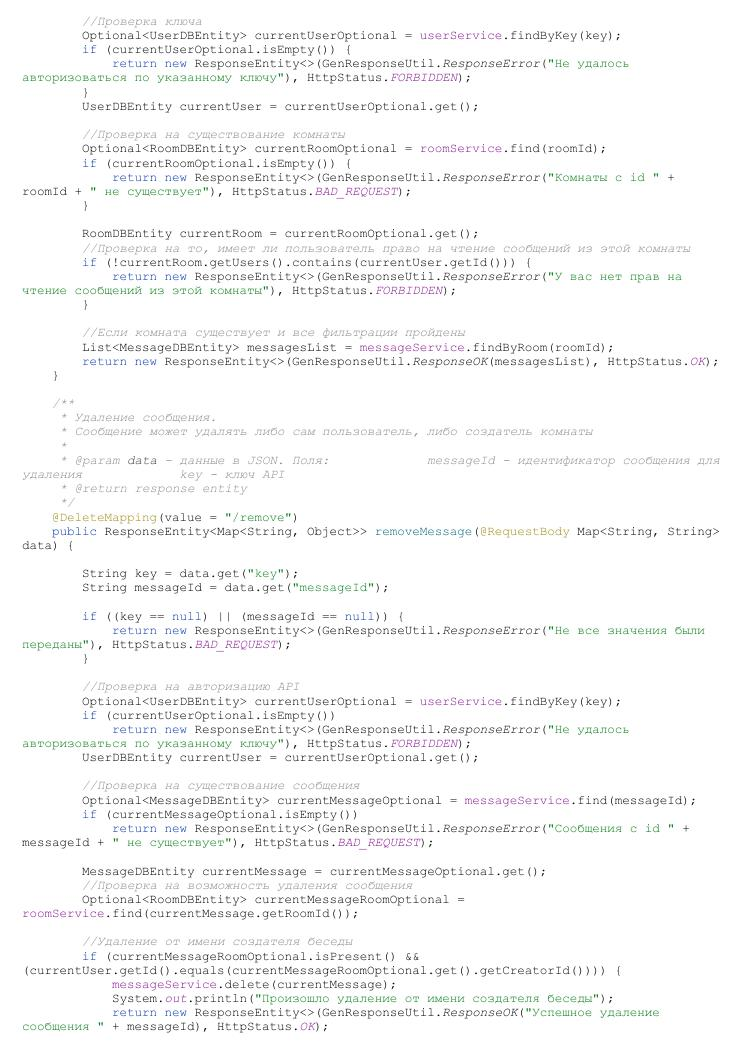 //Проверка ключа
Optional<UserDBEntity> currentUserOptional = userService.findByKey(key);
if (currentUserOptional.isEmpty()) {
return new ResponseEntity<>(GenResponseUtil.ResponseError("Не удалось
авторизоваться по указанному ключу"), HttpStatus.FORBIDDEN);
}
UserDBEntity currentUser = currentUserOptional.get();
//Проверка на существование комнаты
Optional<RoomDBEntity> currentRoomOptional = roomService.find(roomId);
if (currentRoomOptional.isEmpty()) {
return new ResponseEntity<>(GenResponseUtil.ResponseError("Комнаты с id " +
roomId + " не существует"), HttpStatus.BAD_REQUEST);
}
RoomDBEntity currentRoom = currentRoomOptional.get();
//Проверка на то, имеет ли пользователь право на чтение сообщений из этой комнаты
if (!currentRoom.getUsers().contains(currentUser.getId())) {
return new ResponseEntity<>(GenResponseUtil.ResponseError("У вас нет прав на
чтение сообщений из этой комнаты"), HttpStatus.FORBIDDEN);
}
//Если комната существует и все фильтрации пройдены
List<MessageDBEntity> messagesList = messageService.findByRoom(roomId);
return new ResponseEntity<>(GenResponseUtil.ResponseOK(messagesList), HttpStatus.OK);
}
/**
* Удаление сообщения.
* Сообщение может удалять либо сам пользователь, либо создатель комнаты
*
* @param data - данные в JSON. Поля: messageId - идентификатор сообщения для
удаления key - ключ API
* @return response entity
*/
@DeleteMapping(value = "/remove")
public ResponseEntity<Map<String, Object>> removeMessage(@RequestBody Map<String, String>
data) {
String key = data.get("key");
String messageId = data.get("messageId");
if ((key == null) || (messageId == null)) {
return new ResponseEntity<>(GenResponseUtil.ResponseError("Не все значения были
переданы"), HttpStatus.BAD_REQUEST);
}
//Проверка на авторизацию API
Optional<UserDBEntity> currentUserOptional = userService.findByKey(key);
if (currentUserOptional.isEmpty())
return new ResponseEntity<>(GenResponseUtil.ResponseError("Не удалось
авторизоваться по указанному ключу"), HttpStatus.FORBIDDEN);
UserDBEntity currentUser = currentUserOptional.get();
//Проверка на существование сообщения
Optional<MessageDBEntity> currentMessageOptional = messageService.find(messageId);
if (currentMessageOptional.isEmpty())
return new ResponseEntity<>(GenResponseUtil.ResponseError("Сообщения с id " +
messageId + " не существует"), HttpStatus.BAD_REQUEST);
MessageDBEntity currentMessage = currentMessageOptional.get();
//Проверка на возможность удаления сообщения
Optional<RoomDBEntity> currentMessageRoomOptional =
roomService.find(currentMessage.getRoomId());
//Удаление от имени создателя беседы
if (currentMessageRoomOptional.isPresent() &&
(currentUser.getId().equals(currentMessageRoomOptional.get().getCreatorId()))) {
messageService.delete(currentMessage);
System.out.println("Произошло удаление от имени создателя беседы");
return new ResponseEntity<>(GenResponseUtil.ResponseOK("Успешное удаление
сообщения " + messageId), HttpStatus.OK);